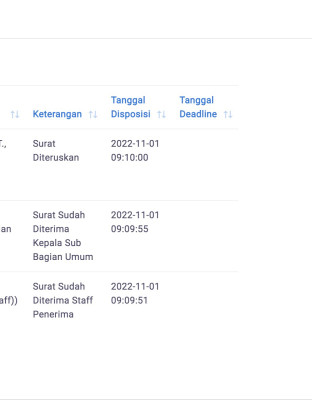 Tanggal Tanggal
Keterangan Disposisi Deadline
T., Surat 2022-11-01
Diteruskan 09:10:00
Surat Sudah 2022-11-01
an Diterima 09:09:55
Kepala Sub
Bagian Umum
Surat Sudah 2022-11-01
aff)) Diterima Staff 09:09:51
Penerima